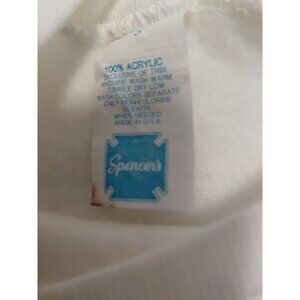 100% ACRYLIC
EXCLUSIVE OF TRIM
MACHINE WASH WARM
TUMBLE DRY LOW
WASH COLORS SEPARATE
ONLY NON-CHLORINE
BLEACH,
WHEN NEEDED
MADE IN U.S.A.
Spencer's